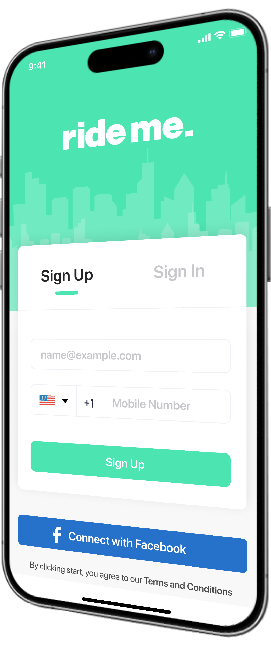 9:41
ride me.
Sign Up
Sign In
name@example.com
+1 Mobile Number
Sign Up
f Connect with Facebook
By clicking start, you agree to our Terms and Conditions